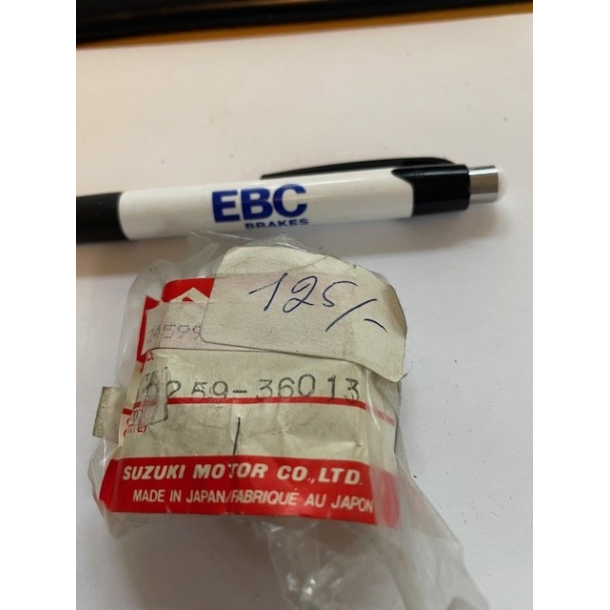 EBC
BRAKES
125/-
259-36013
SUZUKI MOTOR CO.,LTD.
MADE IN JAPAN/FABRIQUE AU JAPON